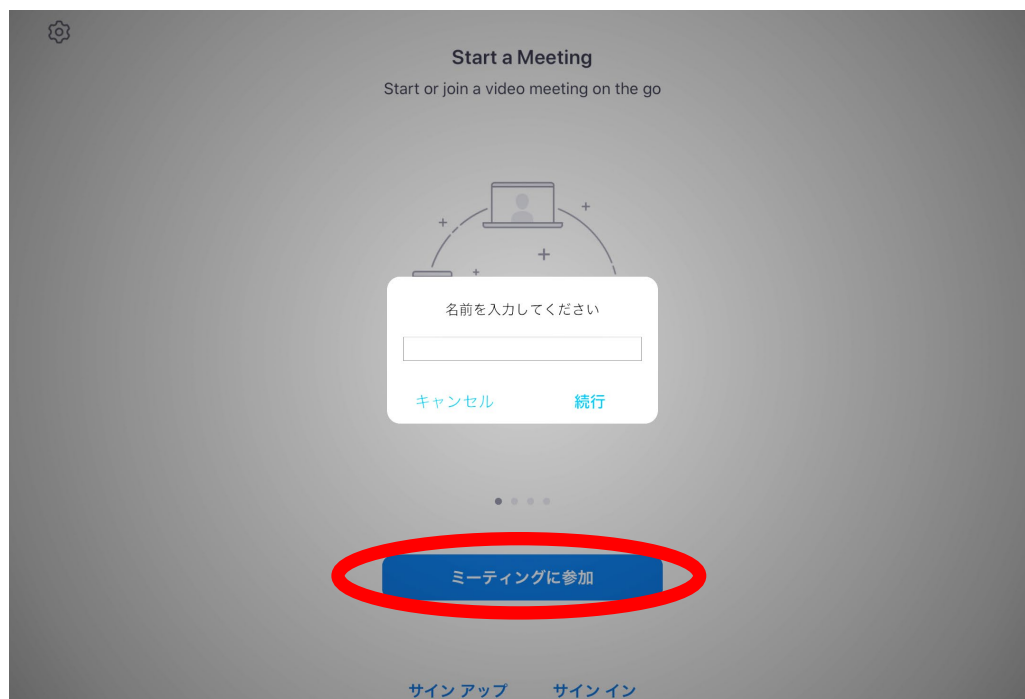 Start a Meeting
Start or join a video meeting on the go
名前を入力してください
キャンセル 続行
ミーティングに参加
サイン アップ サイン イン